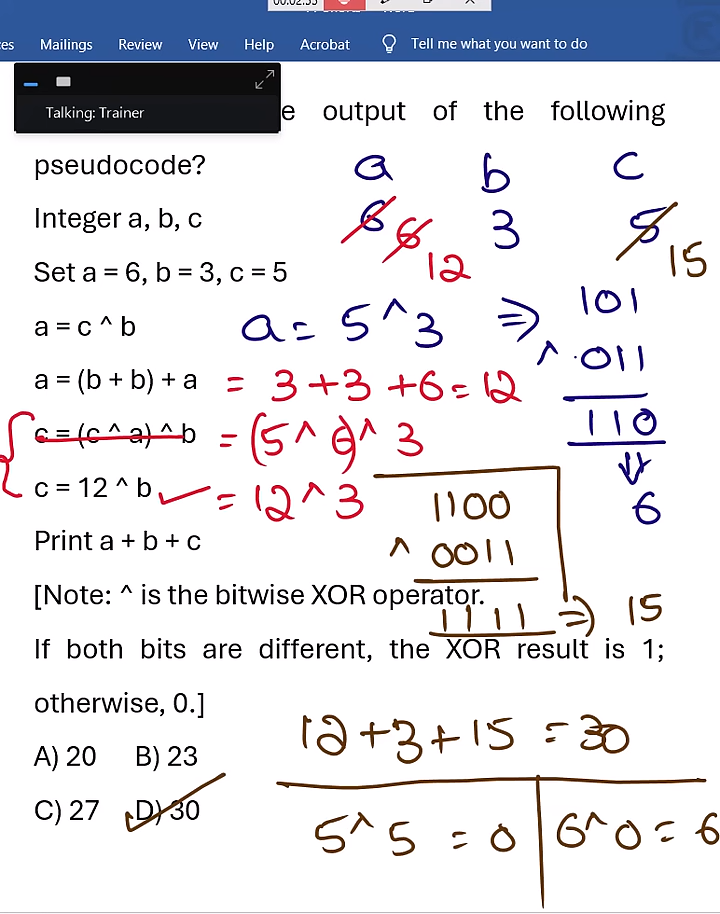 00:02:55
ces Mailings Review View Help Acrobat Tell me what you want to do
Talking: Trainer
e output of the following
pseudocode? a b c
Integer a, b, c 6 6 3 5
Set a = 6, b = 3, c = 5 12 15
a = c ^ b a = 5 ^ 3 ⇒ 101
^ 011
a = (b + b) + a = 3 + 3 + 6 = 12
110
c = (c ^ a) ^ b = (5 ^ 6) ^ 3
c = 12 ^ b = 12 ^ 3 1100 6
Print a + b + c ^ 0011
[Note: ^ is the bitwise XOR operator.
1111 ⇒ 15
If both bits are different, the XOR result is 1;
otherwise, 0.]
12 + 3 + 15 = 30
A) 20 B) 23
C) 27 D) 30
5 ^ 5 = 0 6 ^ 0 = 6